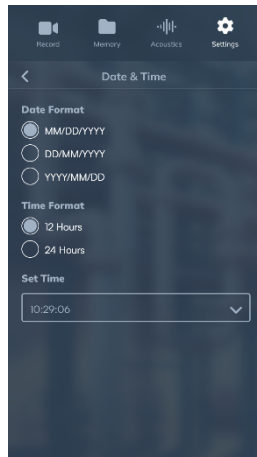 Record Memory Acoustics Settings
Date & Time
Date Format
MM/DD/YYYY
DD/MM/YYYY
YYYY/MM/DD
Time Format
12 Hours
24 Hours
Set Time
10:29:06